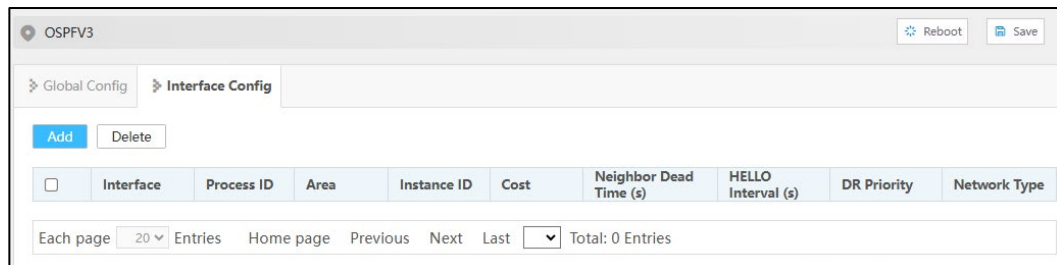 OSPFV3 Reboot Save
Global Config Interface Config
Add Delete
Interface Process ID Area Instance ID Cost Neighbor Dead Time (s) HELLO Interval (s) DR Priority Network Type
Each page 20 Entries Home page Previous Next Last Total: 0 Entries